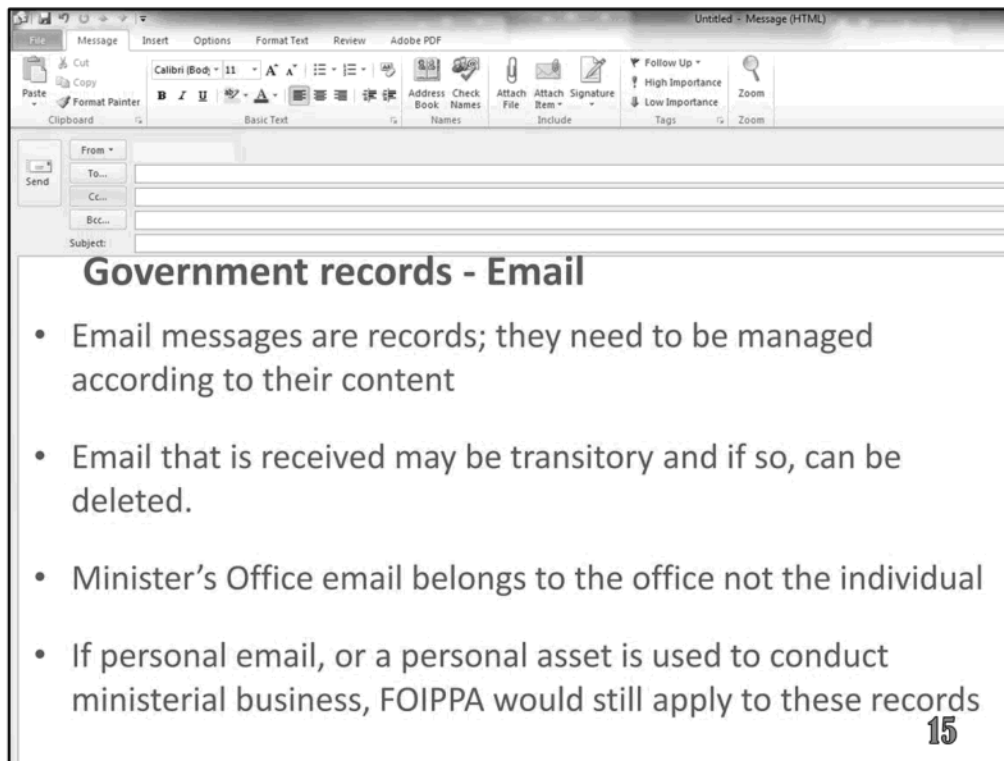 Untitled - Message (HTML)
File Message Insert Options Format Text Review Adobe PDF
Cut
Copy
Format Painter
Paste
Clipboard
Calibri (Body 11 A A
B I U A
Basic Text
Address Book
Check Names
Names
Attach File
Attach Item
Signature
Include
Follow Up
High Importance
Low Importance
Tags
Zoom
Zoom
Send
From
To...
Cc...
Bcc...
Subject:
Government records - Email
• Email messages are records; they need to be managed
according to their content
• Email that is received may be transitory and if so, can be
deleted.
• Minister's Office email belongs to the office not the individual
• If personal email, or a personal asset is used to conduct
ministerial business, FOIPPA would still apply to these records
15